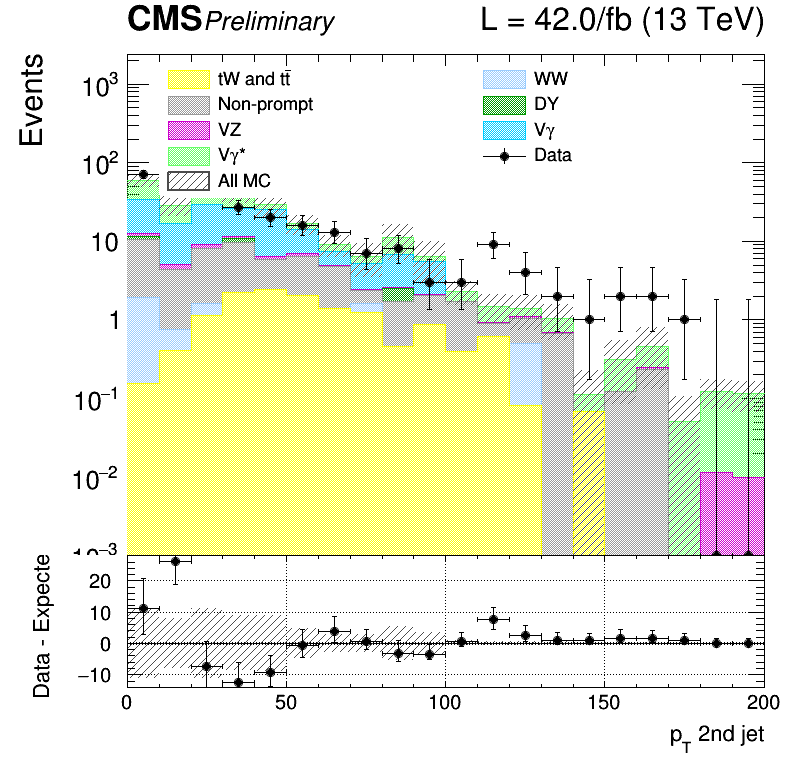 CMS Preliminary L = 42.0/fb (13 TeV)
Events
10³
10²
10
1
10⁻¹
10⁻²
10⁻³
tW and tt̄
Non-prompt
VZ
Vγ*
All MC
WW
DY
Vγ
Data
Data - Expecte
20
10
0
−10
0 50 100 150 200
p_T 2nd jet